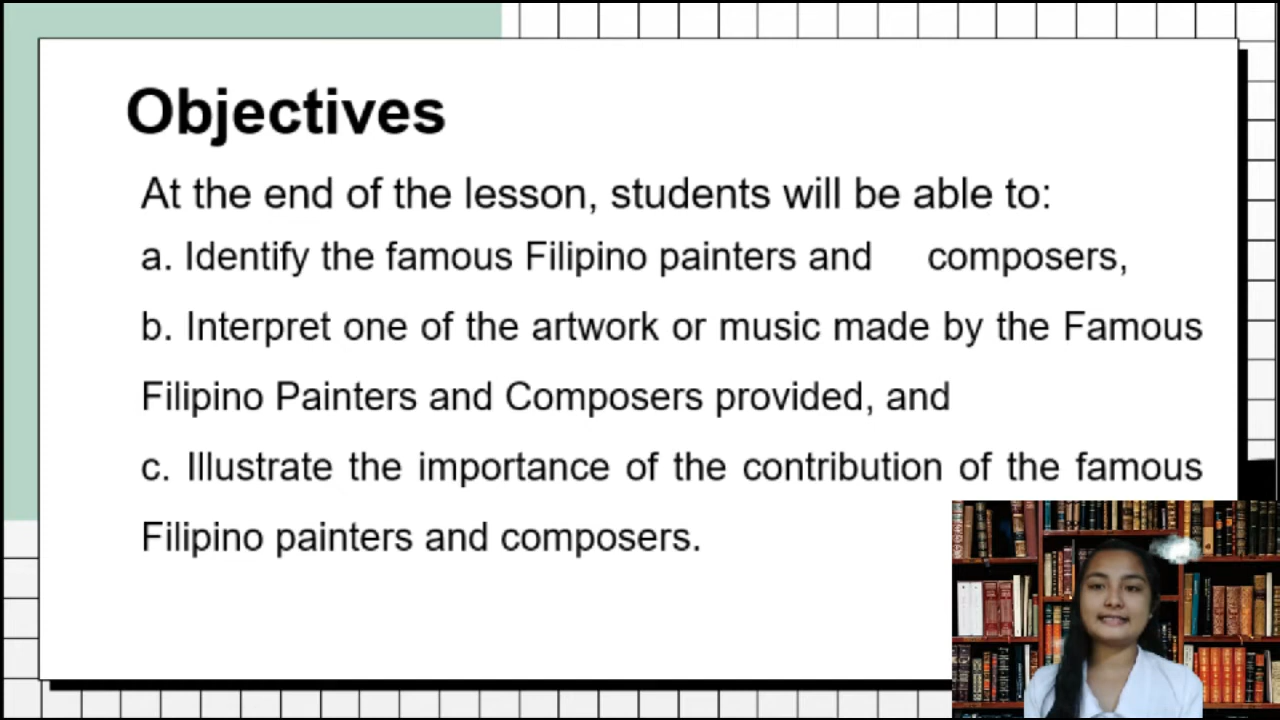 Objectives
At the end of the lesson, students will be able to:
a. Identify the famous Filipino painters and composers,
b. Interpret one of the artwork or music made by the Famous
Filipino Painters and Composers provided, and
c. Illustrate the importance of the contribution of the famous
Filipino painters and composers.